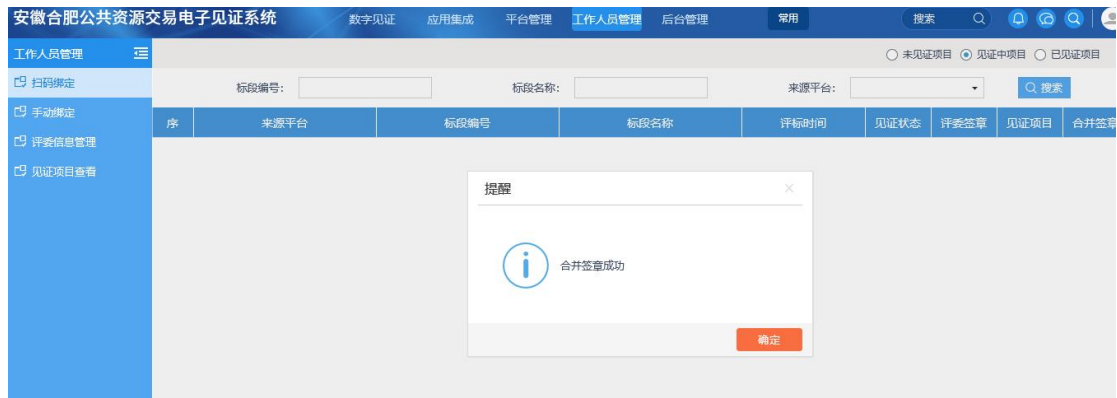 安徽合肥公共资源交易电子见证系统 数字见证 应用集成 平台管理 工作人员管理 后台管理 常用 搜索
工作人员管理 未见证项目 见证中项目 已见证项目
扫码绑定 标段编号: 标段名称: 来源平台: 搜索
手动绑定
序 来源平台 标段编号 标段名称 评标时间 见证状态 评委签章 见证项目 合并签章
评委信息管理
见证项目查看
提醒
合并签章成功
确定